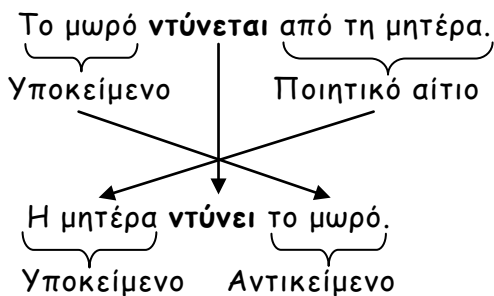 Το μωρό ντύνεται από τη μητέρα.
Υποκείμενο Ποιητικό αίτιο
Η μητέρα ντύνει το μωρό.
Υποκείμενο Αντικείμενο